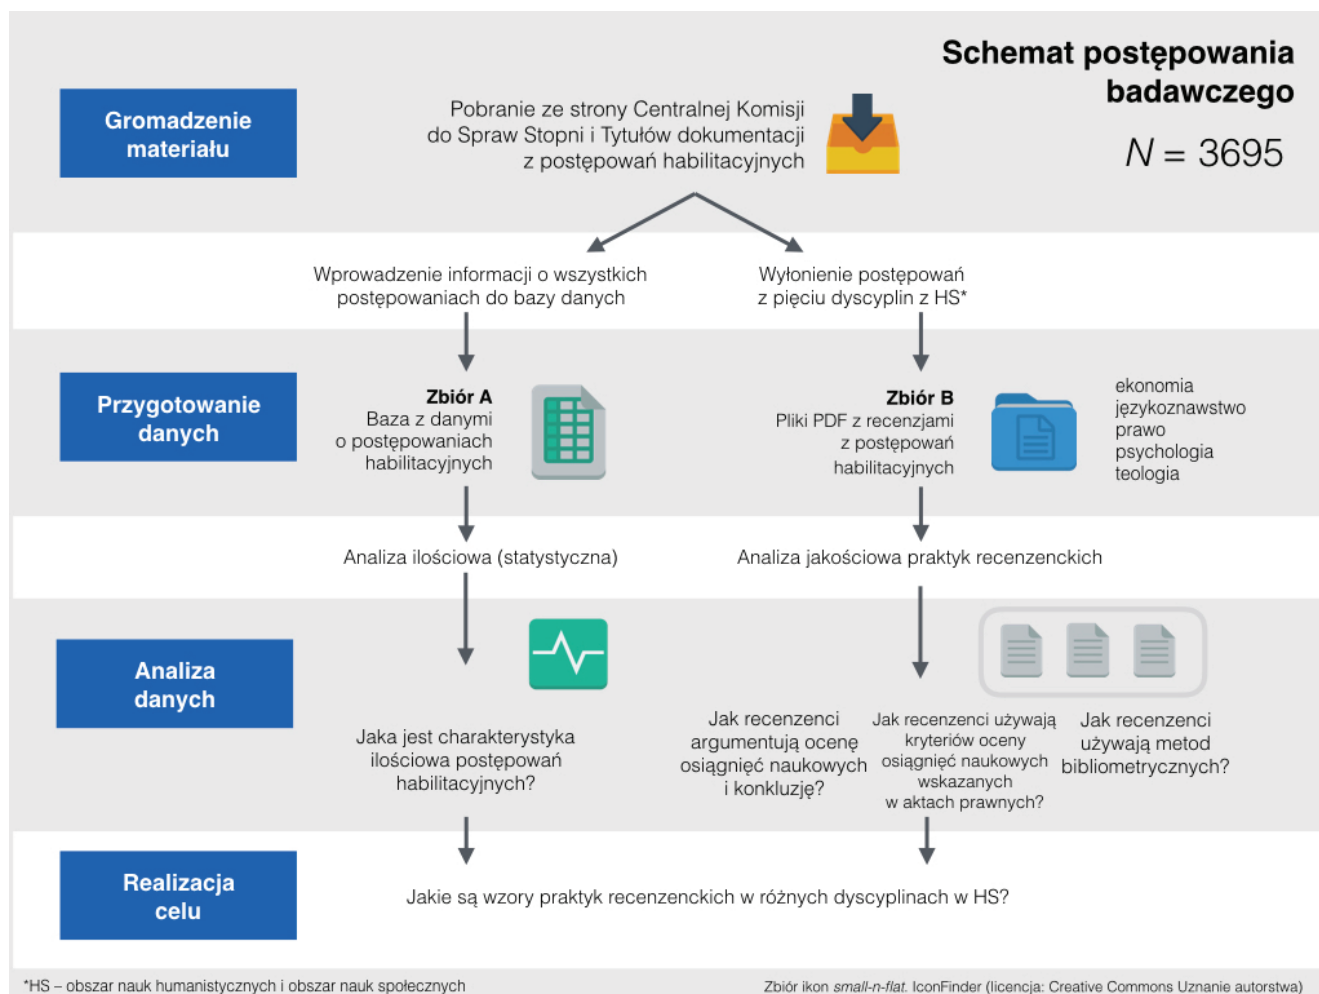 Schemat postępowania
badawczego
N = 3695
Gromadzenie
materiału
Pobranie ze strony Centralnej Komisji
do Spraw Stopni i Tytułów dokumentacji
z postępowań habilitacyjnych
Wprowadzenie informacji o wszystkich
postępowaniach do bazy danych
Wyłonienie postępowań
z pięciu dyscyplin z HS*
Przygotowanie
danych
Zbiór A
Baza z danymi
o postępowaniach
habilitacyjnych
Zbiór B
Pliki PDF z recenzjami
z postępowań
habilitacyjnych
ekonomia
językoznawstwo
prawo
psychologia
teologia
Analiza ilościowa (statystyczna)
Analiza jakościowa praktyk recenzenckich
Analiza
danych
Jaka jest charakterystyka
ilościowa postępowań
habilitacyjnych?
Jak recenzenci
argumentują ocenę
osiągnięć naukowych
i konkluzję?
Jak recenzenci używają
kryteriów oceny
osiągnięć naukowych
wskazanych
w aktach prawnych?
Jak recenzenci
używają metod
bibliometrycznych?
Realizacja
celu
Jakie są wzory praktyk recenzenckich w różnych dyscyplinach w HS?
*HS – obszar nauk humanistycznych i obszar nauk społecznych
Zbiór ikon small-n-flat. IconFinder (licencja: Creative Commons Uznanie autorstwa)